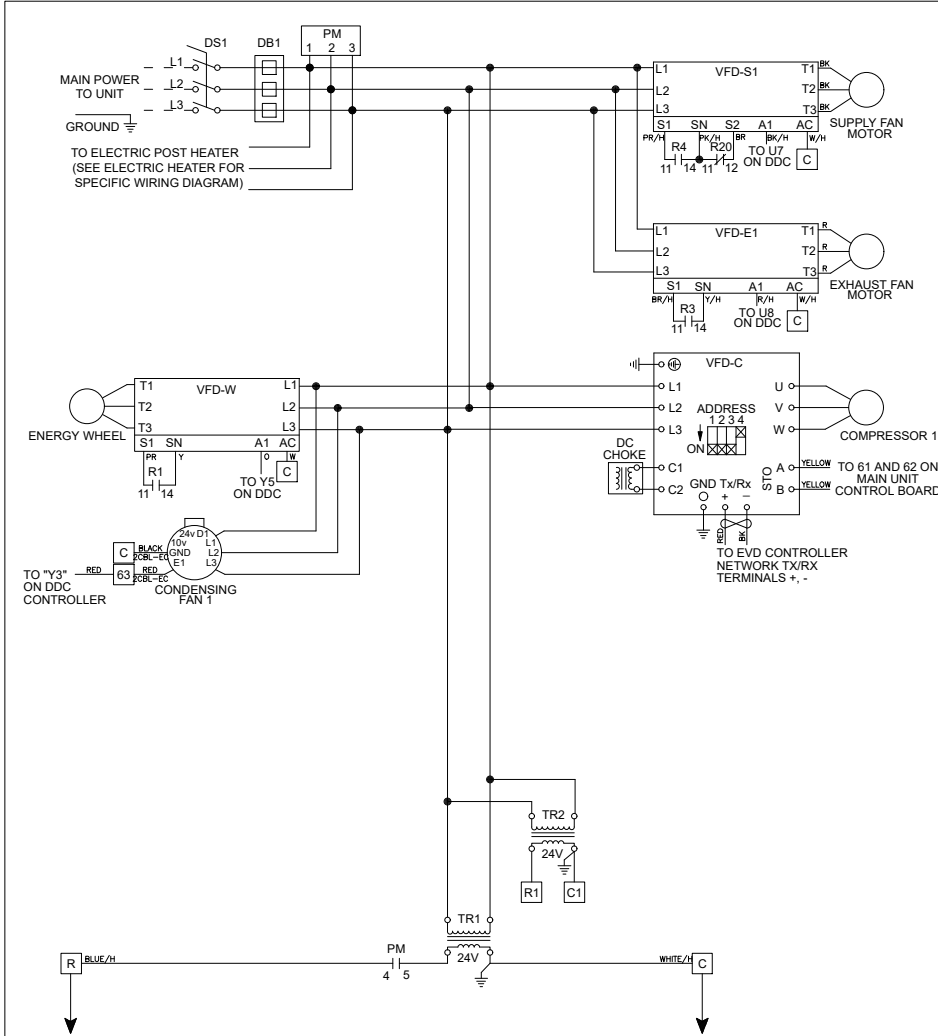 PM
1 2 3
DS1 DB1
L1
L2
L3
MAIN POWER
TO UNIT
GROUND
TO ELECTRIC POST HEATER
(SEE ELECTRIC HEATER FOR
SPECIFIC WIRING DIAGRAM)
VFD-S1
L1
L2
L3
T1 BK
T2 BK
T3 BK
S1 SN S2 A1 AC
PR/H PK/H BR BK/H W/H
R4 R20
11 14 11 12
TO U7
ON DDC
C
SUPPLY FAN
MOTOR
VFD-E1
L1
L2
L3
T1 R
T2 R
T3 R
S1 SN A1 AC
BR/H Y/H R/H W/H
R3
11 14
TO U8
ON DDC
C
EXHAUST FAN
MOTOR
VFD-W
T1
T2
T3
L1
L2
L3
ENERGY WHEEL
S1 SN A1 AC
PR Y O W
R1
11 14
TO Y5
ON DDC
C
VFD-C
L1
L2
L3
ADDRESS
1 2 3 4
ON
U
V
W
COMPRESSOR 1
DC
CHOKE
C1
C2
GND Tx/Rx
+ −
STO
A YELLOW
B YELLOW
TO 61 AND 62 ON
MAIN UNIT
CONTROL BOARD
RED BK
TO EVD CONTROLLER
NETWORK TX/RX
TERMINALS +, -
24v D1
10v L1
GND L2
E1 L3
C BLACK
2CBL-EC
TO "Y3"
ON DDC
CONTROLLER
RED 63 RED
2CBL-EC
CONDENSING
FAN 1
TR2
24V
R1 C1
TR1
24V
PM
4 5
R BLUE/H
WHITE/H C